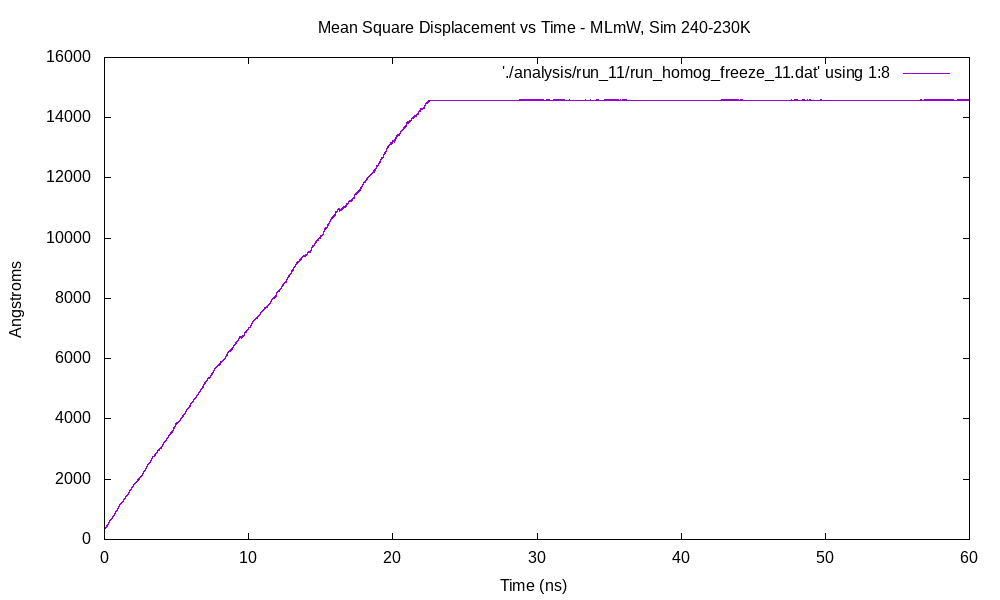 Mean Square Displacement vs Time - MLmW, Sim 240-230K
'./analysis/run_11/run_homog_freeze_11.dat' using 1:8
16000
14000
12000
10000
8000
6000
4000
2000
0
Angstroms
0 10 20 30 40 50 60
Time (ns)